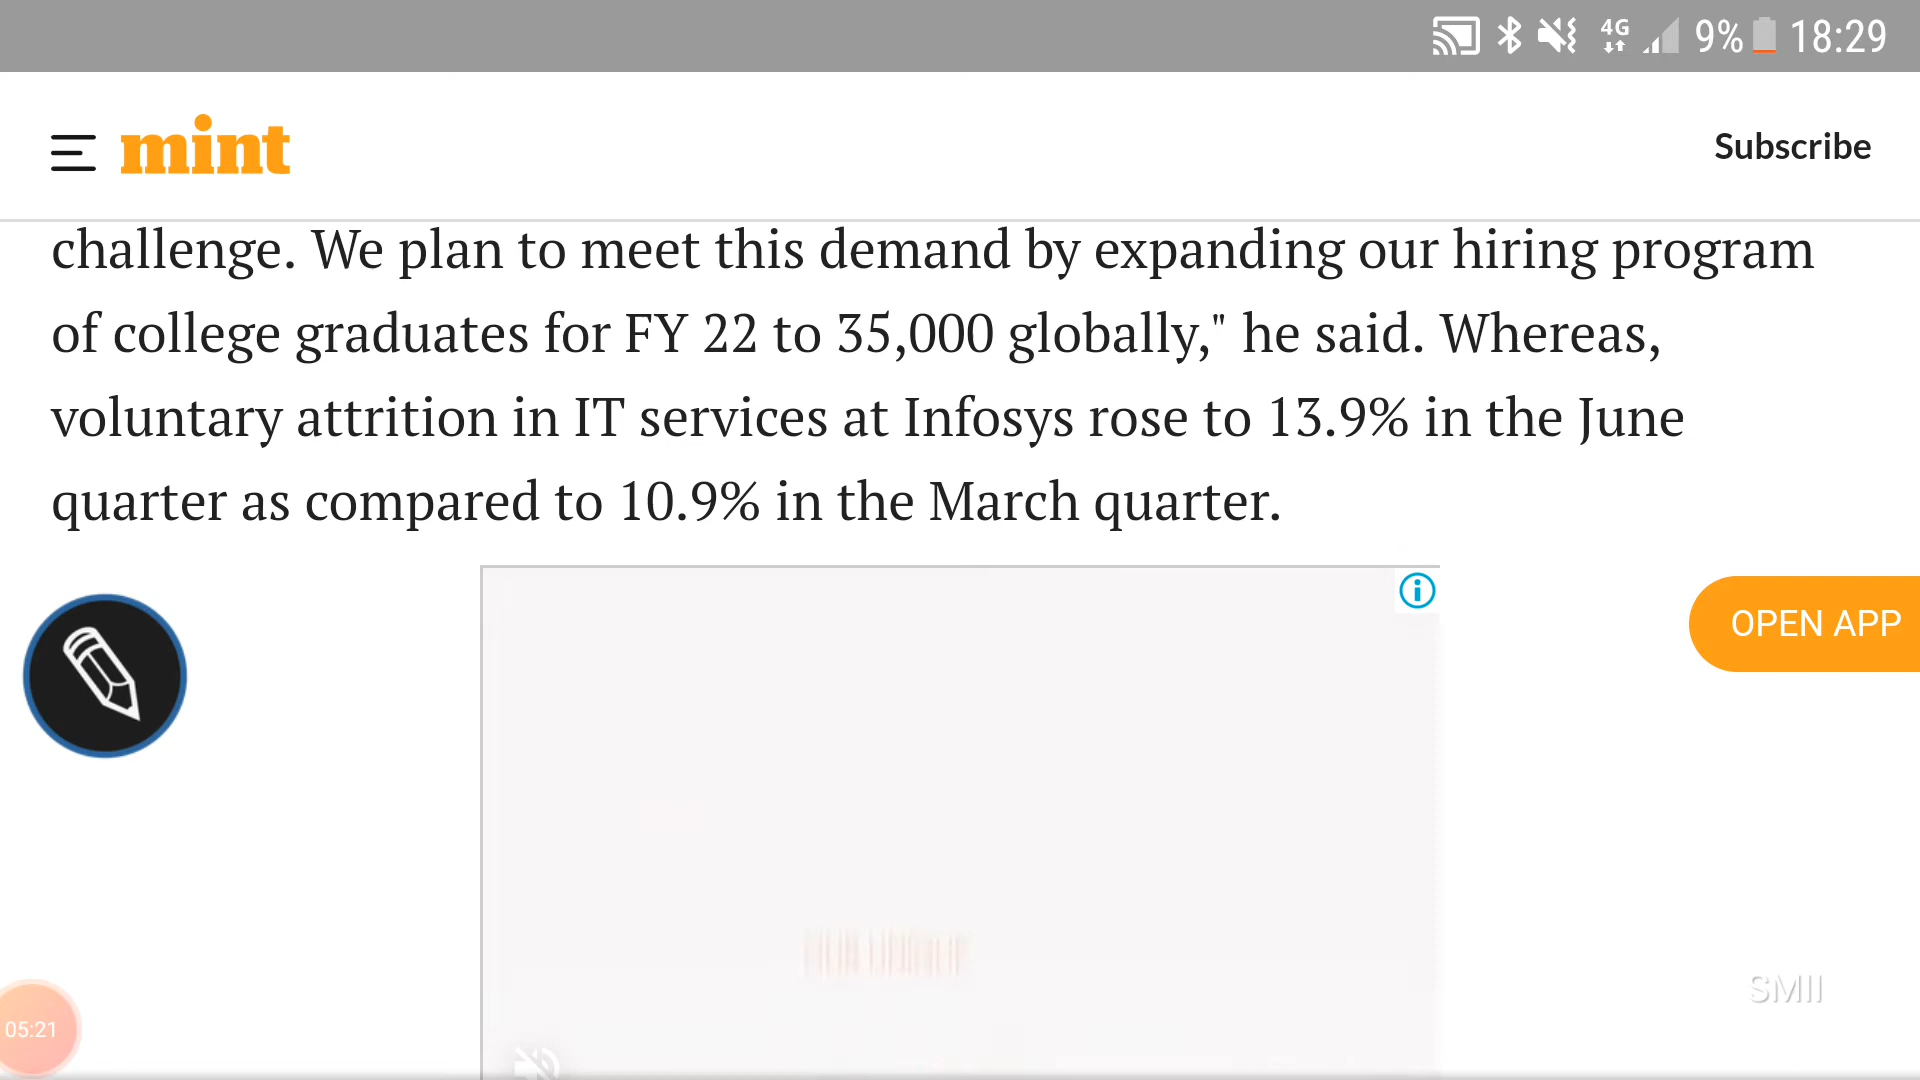 4G 9% 18:29
mint
Subscribe
challenge. We plan to meet this demand by expanding our hiring program
of college graduates for FY 22 to 35,000 globally," he said. Whereas,
voluntary attrition in IT services at Infosys rose to 13.9% in the June
quarter as compared to 10.9% in the March quarter.
OPEN APP
SMII
05:21